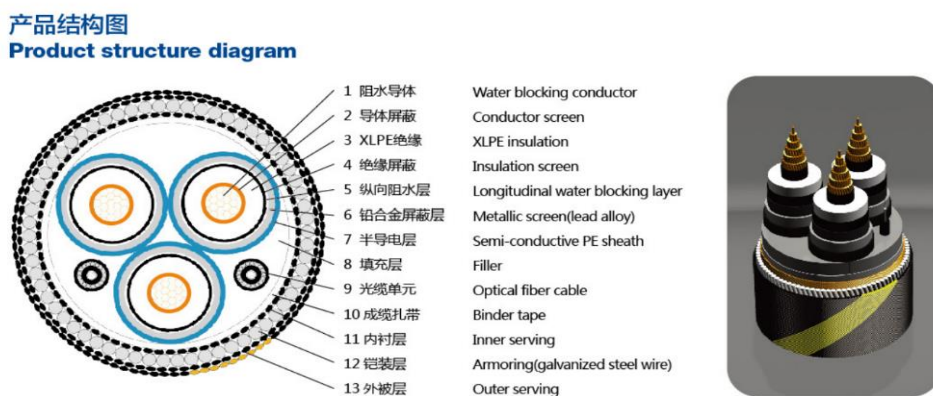 产品结构图
Product structure diagram
1 阻水导体 Water blocking conductor
2 导体屏蔽 Conductor screen
3 XLPE绝缘 XLPE insulation
4 绝缘屏蔽 Insulation screen
5 纵向阻水层 Longitudinal water blocking layer
6 铅合金屏蔽层 Metallic screen(lead alloy)
7 半导电层 Semi-conductive PE sheath
8 填充层 Filler
9 光缆单元 Optical fiber cable
10 成缆扎带 Binder tape
11 内衬层 Inner serving
12 铠装层 Armoring(galvanized steel wire)
13 外被层 Outer serving